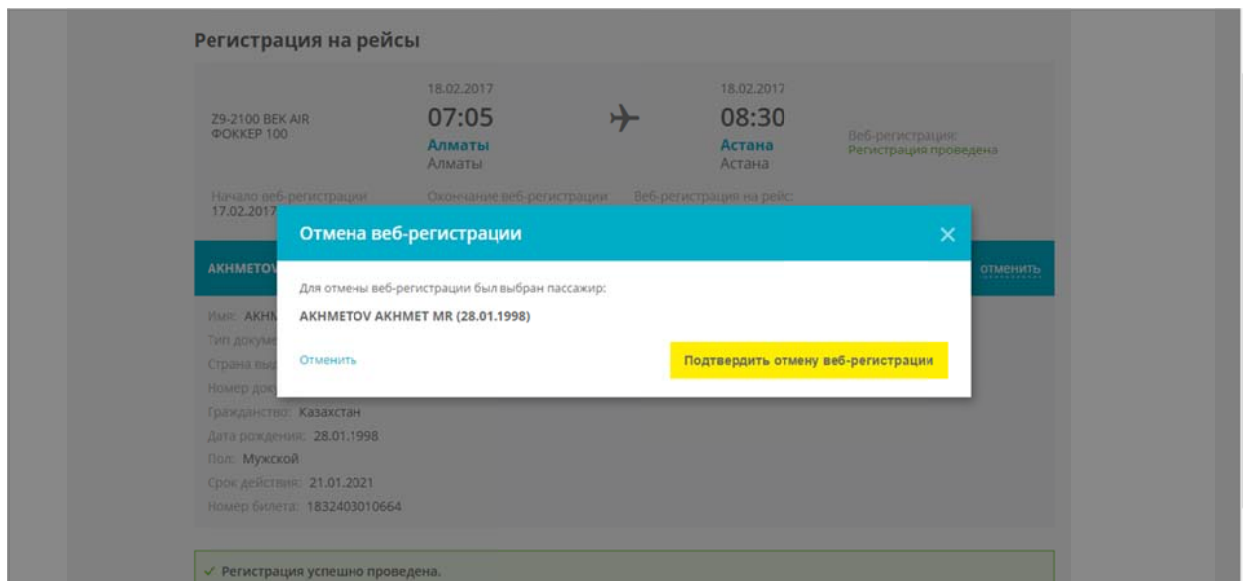 Регистрация на рейсы
18.02.2017
18.02.2017
Z9-2100 BEK AIR
ФОККЕР 100
07:05
08:30
Алматы
Алматы
Астана
Астана
Веб-регистрация:
Регистрация проведена
Начало веб-регистрации
Окончание веб-регистрации
Веб-регистрация на рейс:
17.02.2017
Отмена веб-регистрации
AKHMETOV
отменить
Для отмены веб-регистрации был выбран пассажир:
AKHMETOV AKHMET MR (28.01.1998)
Отменить
Подтвердить отмену веб-регистрации
Имя:
Тип
Страна
Номер
Гражданство: Казахстан
Дата рождения: 28.01.1998
Пол: Мужской
Срок действия: 21.01.2021
Номер билета: 1832403010664
Регистрация успешно проведена.